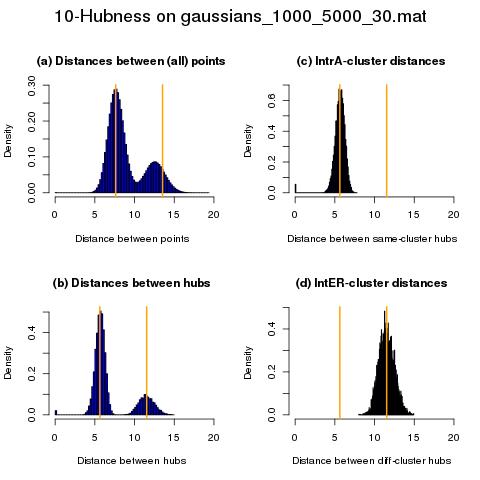 10-Hubness on gaussians_1000_5000_30.mat
(a) Distances between (all) points
Density
0.00 0.10 0.20 0.30
0 5 10 15 20
Distance between points
(c) IntrA-cluster distances
Density
0.0 0.2 0.4 0.6
0 5 10 15 20
Distance between same-cluster hubs
(b) Distances between hubs
Density
0.0 0.2 0.4
0 5 10 15 20
Distance between hubs
(d) IntER-cluster distances
Density
0.0 0.2 0.4
0 5 10 15 20
Distance between diff-cluster hubs